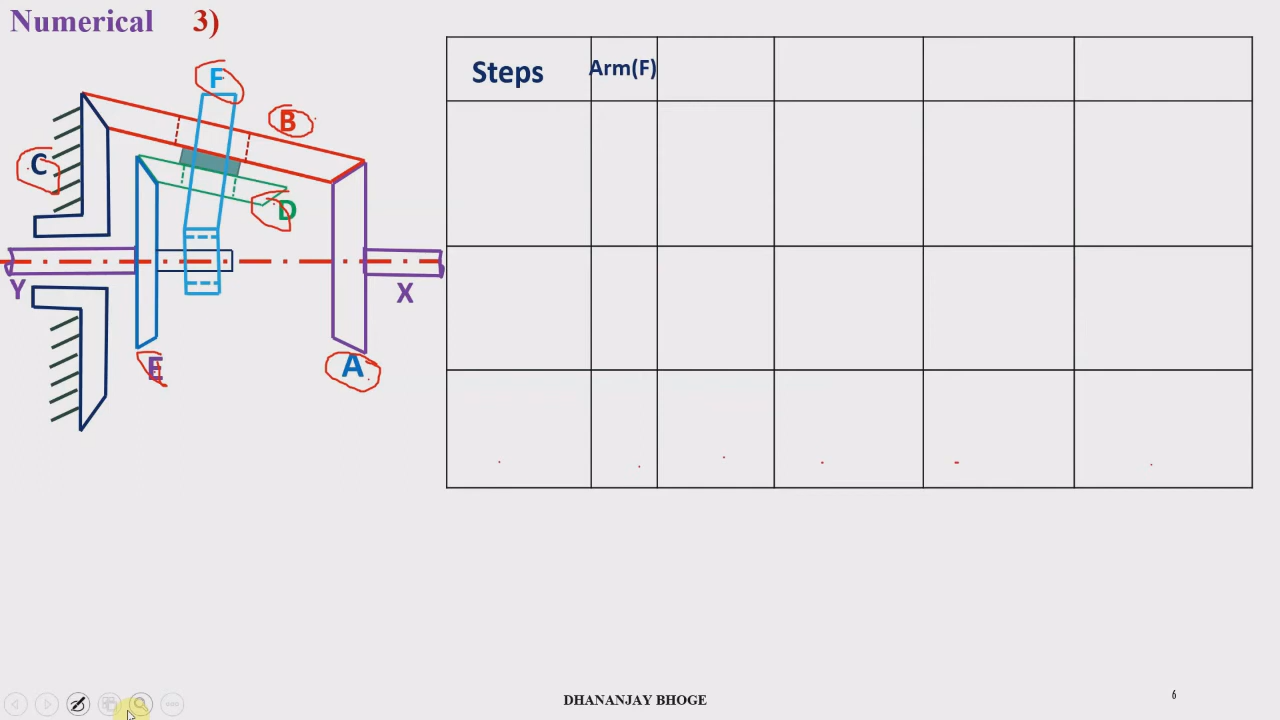 Numerical 3)
F
B
C
D
Y
X
E
A
Steps
Arm(F)
DHANANJAY BHOGE
6